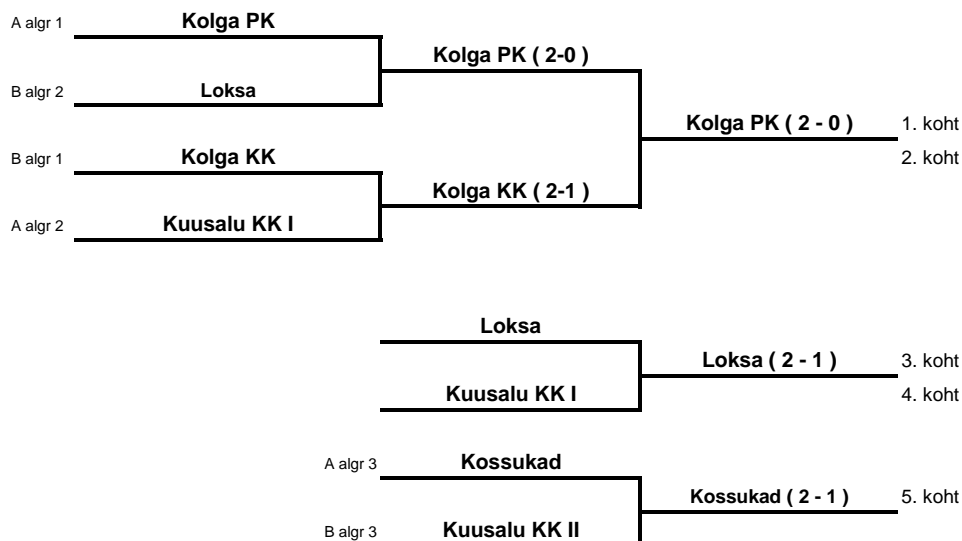 A algr 1 Kolga PK
Kolga PK ( 2-0 )
B algr 2 Loksa
Kolga PK ( 2 - 0 ) 1. koht
B algr 1 Kolga KK 2. koht
Kolga KK ( 2-1 )
A algr 2 Kuusalu KK I
Loksa
Loksa ( 2 - 1 ) 3. koht
Kuusalu KK I 4. koht
A algr 3 Kossukad
Kossukad ( 2 - 1 ) 5. koht
B algr 3 Kuusalu KK II